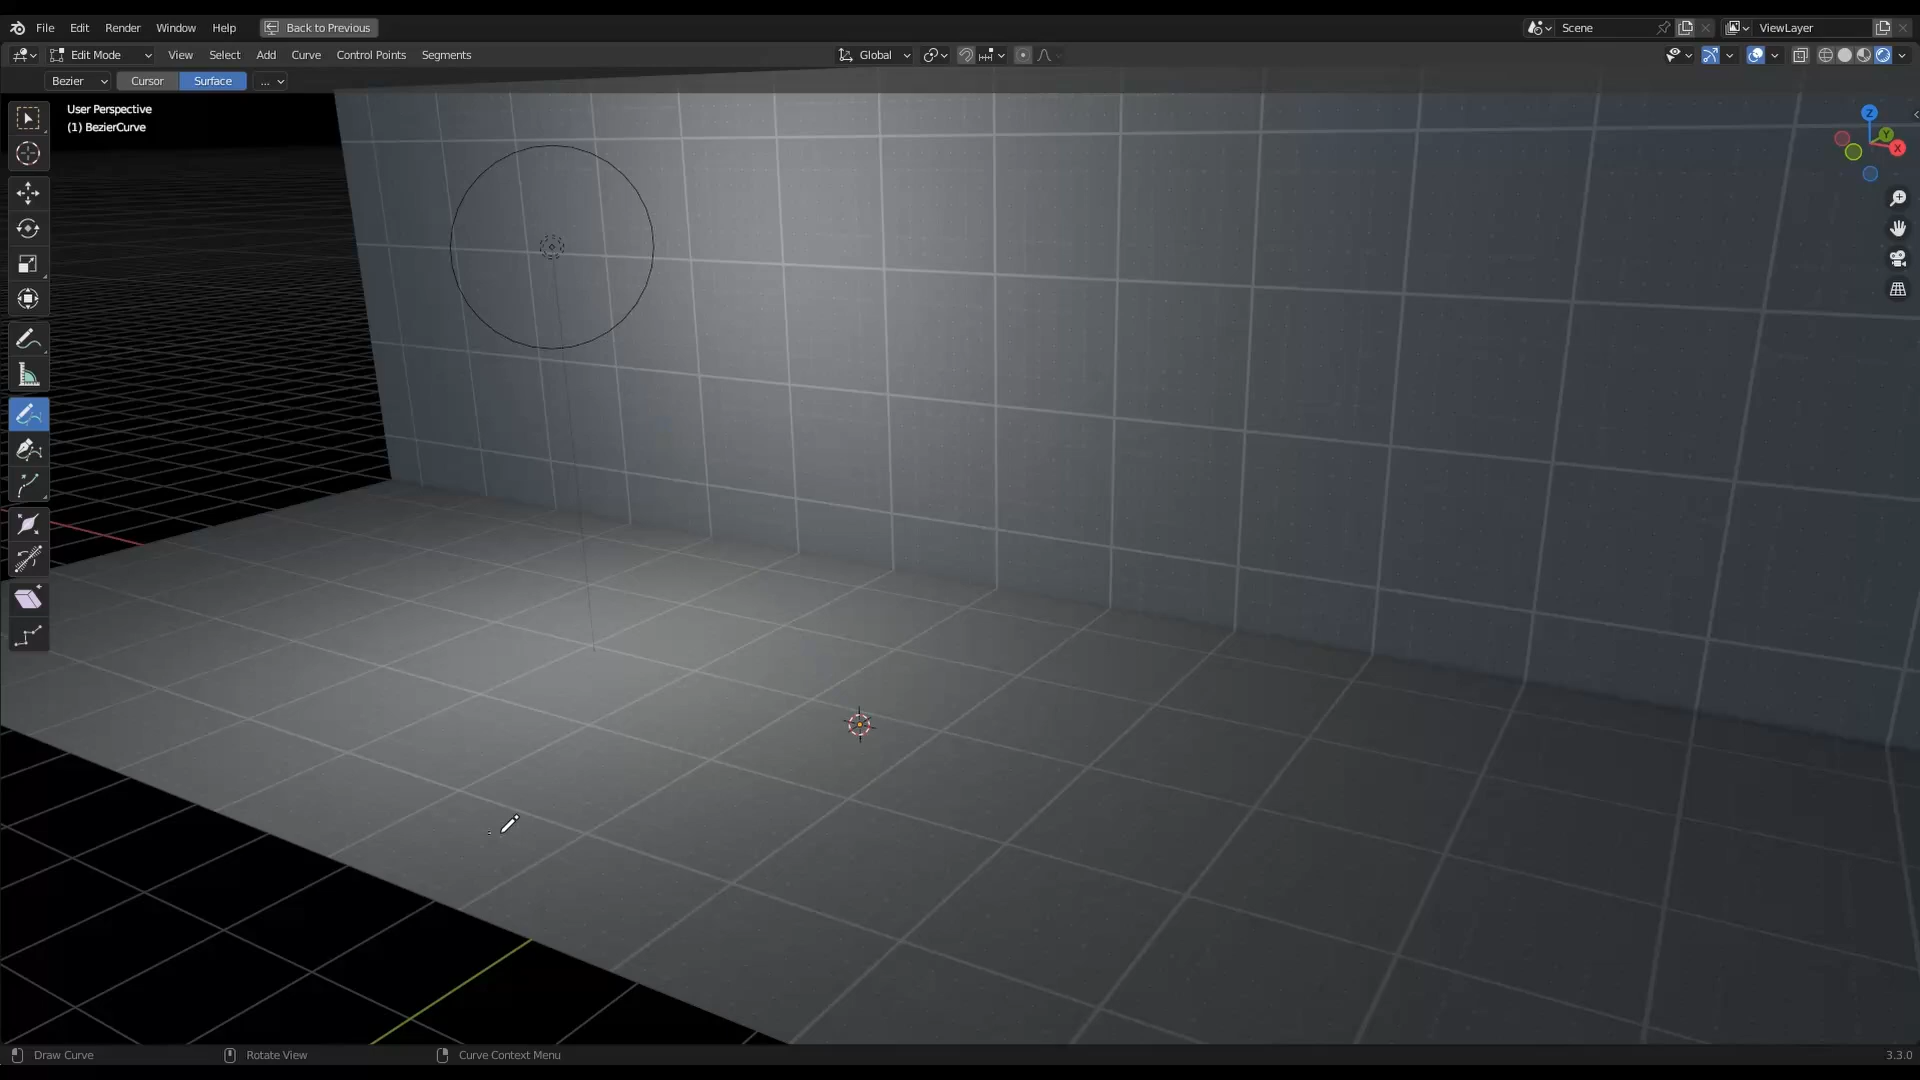 File Edit Render Window Help Back to Previous Scene ViewLayer
Edit Mode View Select Add Curve Control Points Segments Global
Bezier Cursor Surface ...
User Perspective
(1) BezierCurve
Z
Y
X
Draw Curve Rotate View Curve Context Menu 3.3.0